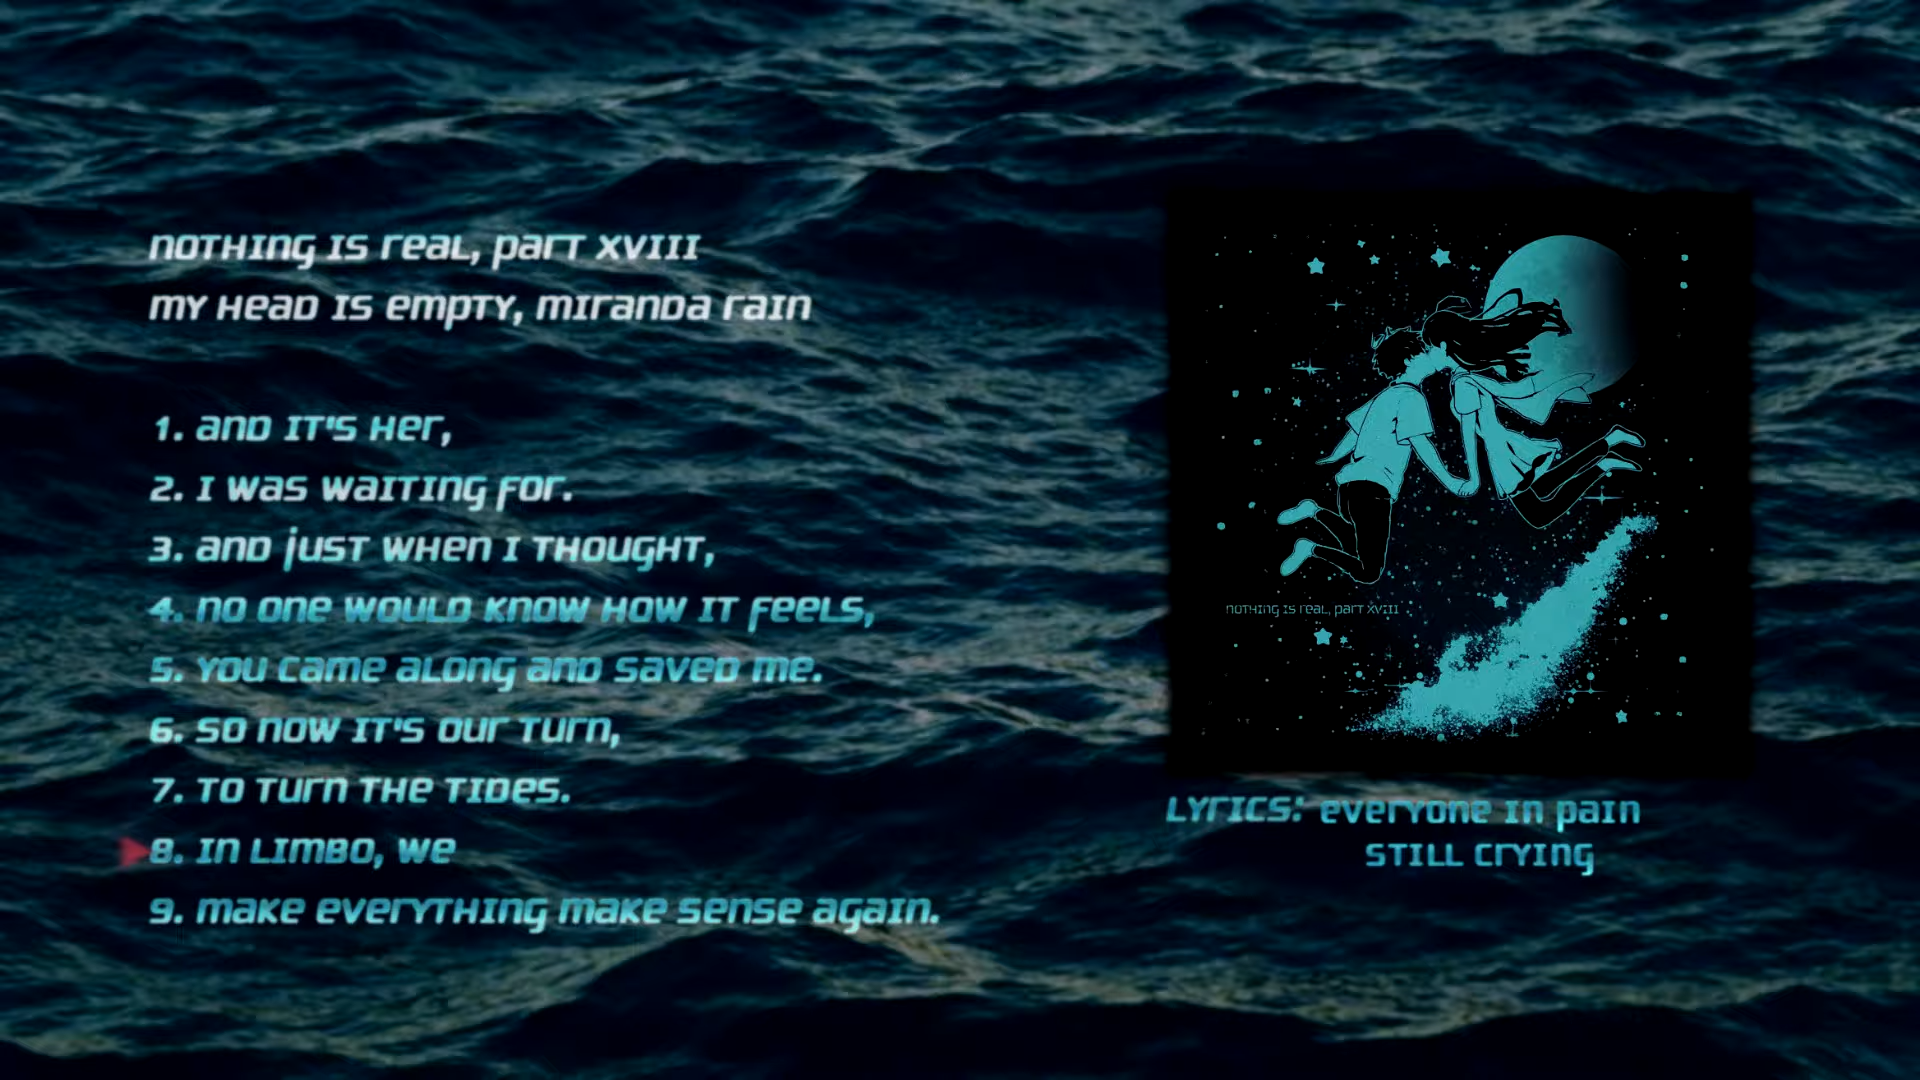 nothing is real, part XVIII
my head is empty, miranda rain
1. and it's her,
2. I was waiting for.
3. and just when I thought,
4. no one would know how it feels,
5. you came along and saved me.
6. so now it's our turn,
7. to turn the tides.
8. in limbo, we
9. make everything make sense again.
nothing is real, part XVIII
Lyrics: everyone in pain
still crying